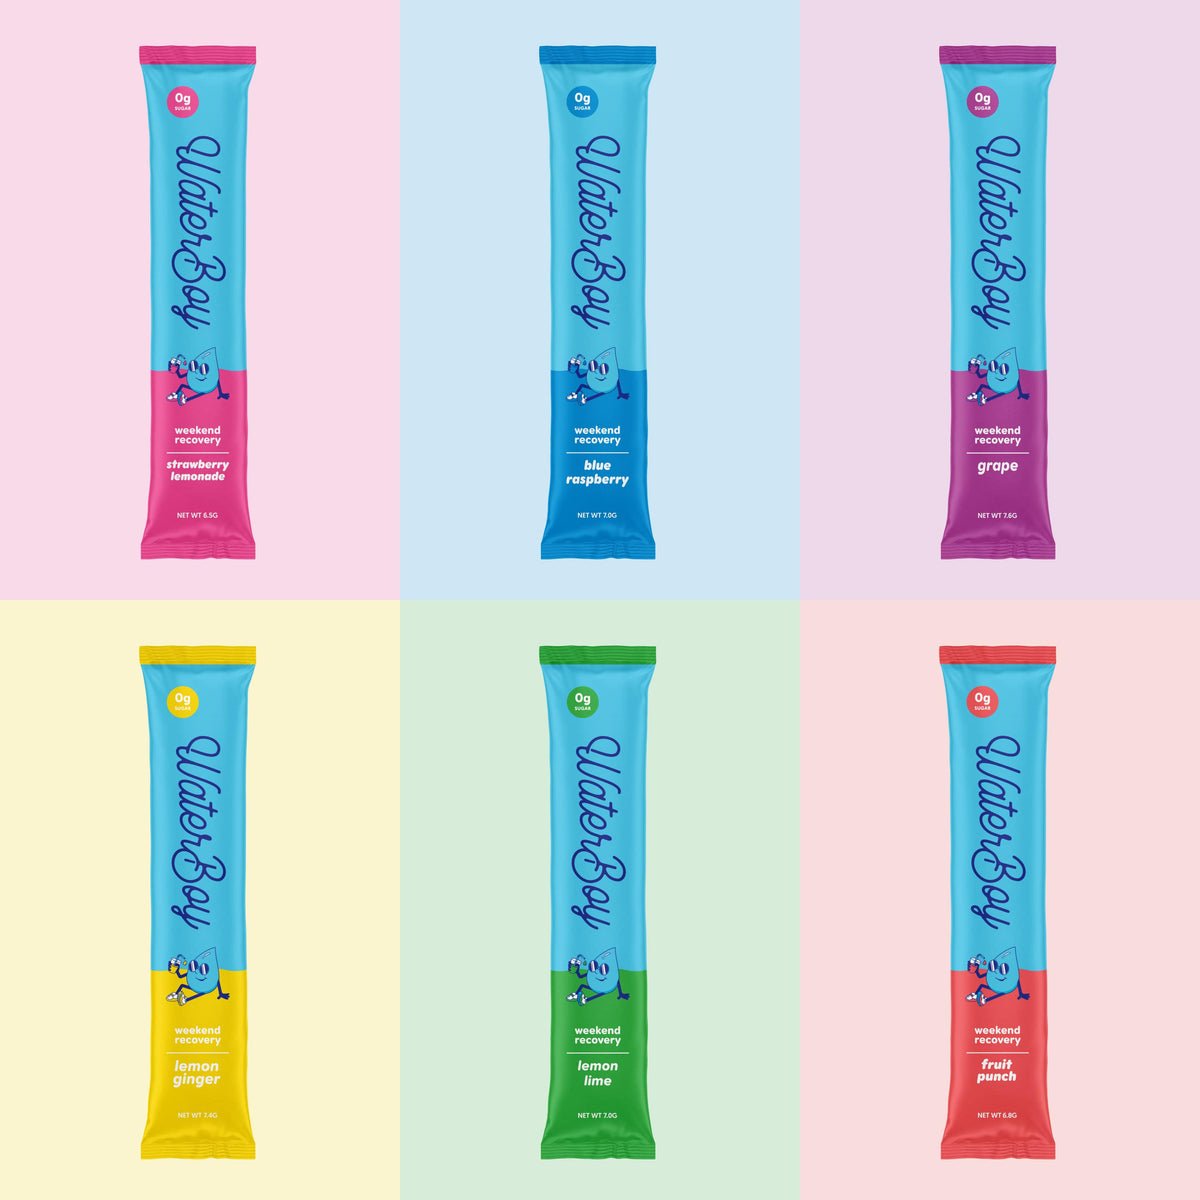 0g
SUGAR
WaterBoy
weekend
recovery
strawberry
lemonade
NET WT 6.5G
0g
SUGAR
WaterBoy
weekend
recovery
blue
raspberry
NET WT 7.0G
0g
SUGAR
WaterBoy
weekend
recovery
grape
NET WT 7.6G
0g
SUGAR
WaterBoy
weekend
recovery
lemon
ginger
NET WT 7.4G
0g
SUGAR
WaterBoy
weekend
recovery
lemon
lime
NET WT 7.0G
0g
SUGAR
WaterBoy
weekend
recovery
fruit
punch
NET WT 6.8G